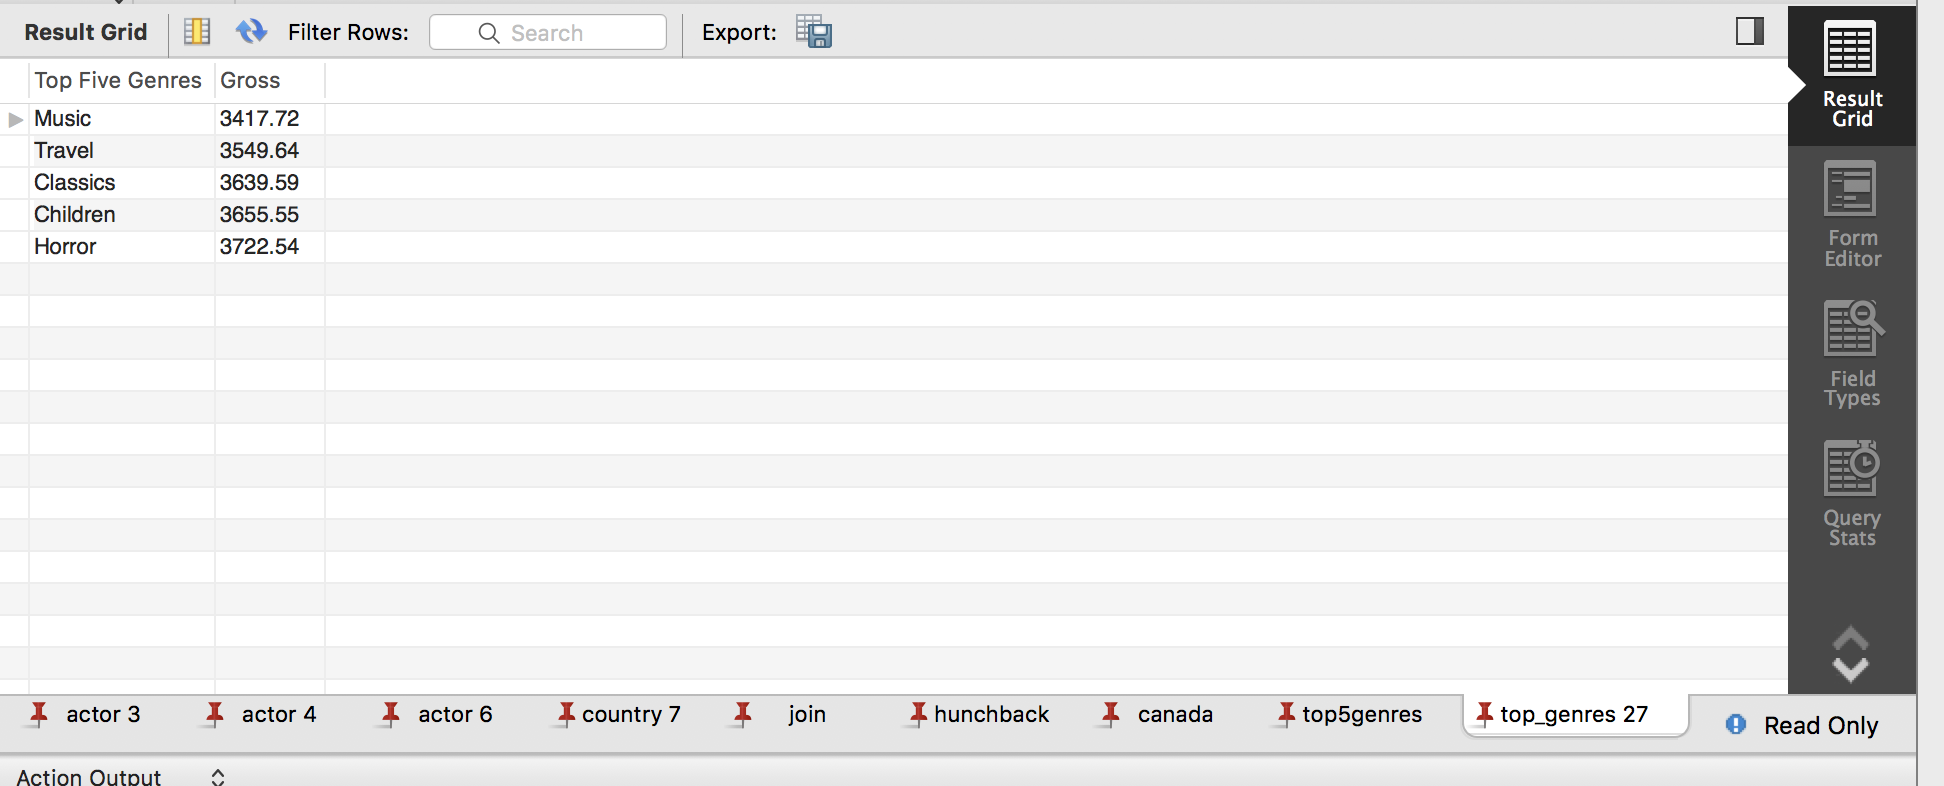 Result Grid Filter Rows: Search Export:
Top Five Genres Gross
Music 3417.72
Travel 3549.64
Classics 3639.59
Children 3655.55
Horror 3722.54
Result
Grid
Form
Editor
Field
Types
Query
Stats
actor 3 actor 4 actor 6 country 7 join hunchback canada top5genres top_genres 27 Read Only
Action Output